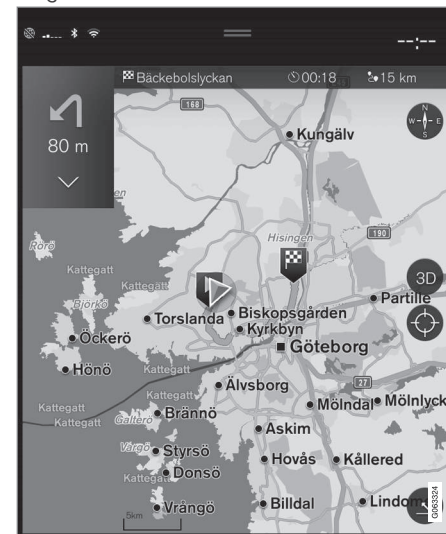 --:--
Bäckebolslyckan 00:18 15 km
80 m
168
Kungälv
N
W E
S
Hisingen
190
Rörö
Kattegatt
Björkö
Kattegatt
3D
Partille
Torslanda
Biskopsgården
Kyrkbyn
Öckerö
Göteborg
Hönö
Kattegatt
27
Älvsborg
Kattegatt
Brännö
Mölndal
Mölnlyck
Kattegatt
Galterö
Askim
Vargö
Styrsö
Hovås
Kållered
Donsö
Vrångö
Billdal
5km
G063324